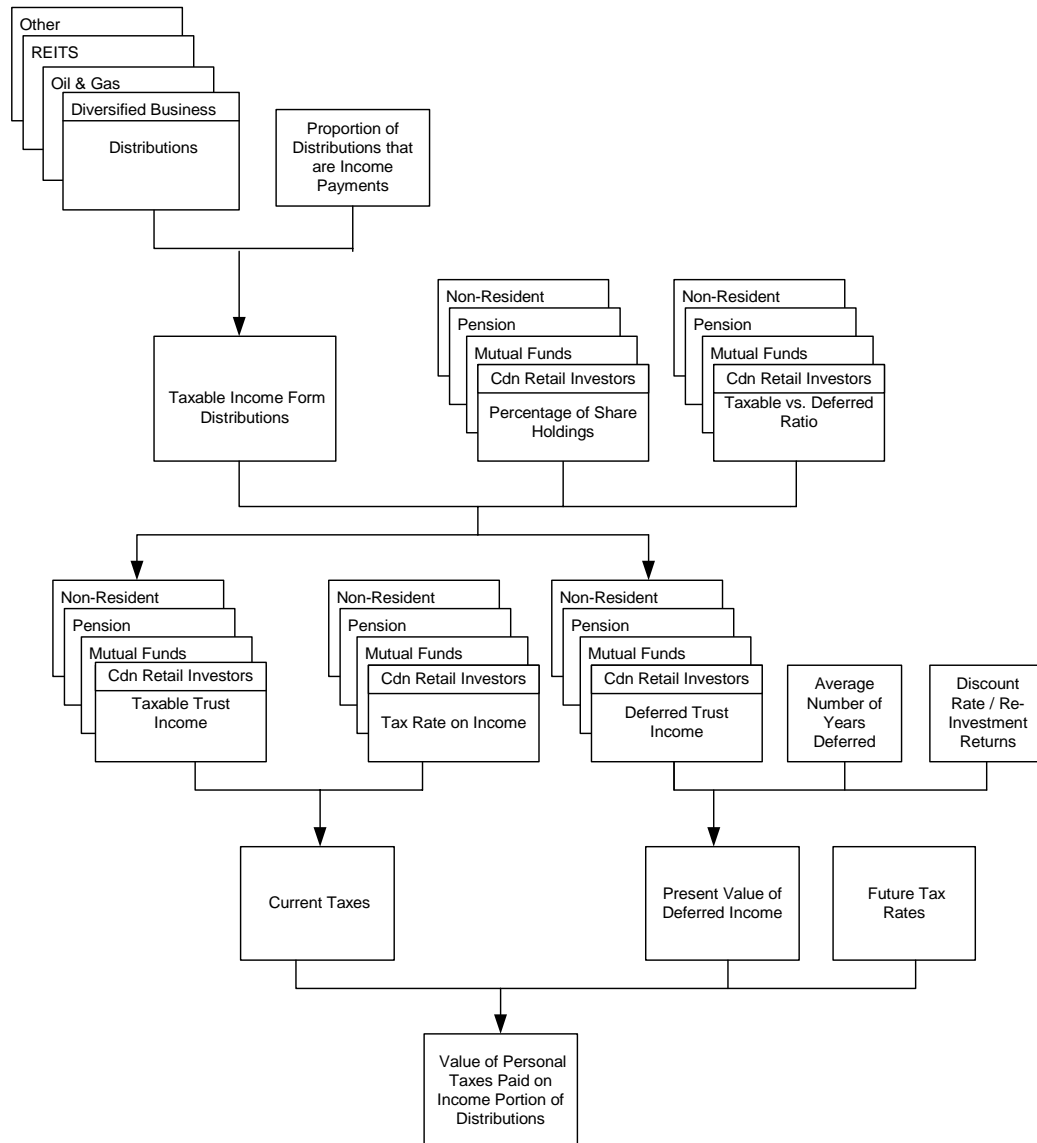 Other
REITS
Oil & Gas
Diversified Business
Distributions
Proportion of
Distributions that
are Income
Payments
Taxable Income Form
Distributions
Non-Resident
Pension
Mutual Funds
Cdn Retail Investors
Percentage of Share
Holdings
Non-Resident
Pension
Mutual Funds
Cdn Retail Investors
Taxable vs. Deferred
Ratio
Non-Resident
Pension
Mutual Funds
Cdn Retail Investors
Taxable Trust
Income
Non-Resident
Pension
Mutual Funds
Cdn Retail Investors
Tax Rate on Income
Non-Resident
Pension
Mutual Funds
Cdn Retail Investors
Deferred Trust
Income
Average
Number of
Years
Deferred
Discount
Rate / Re-
Investment
Returns
Current Taxes
Present Value of
Deferred Income
Future Tax
Rates
Value of Personal
Taxes Paid on
Income Portion of
Distributions